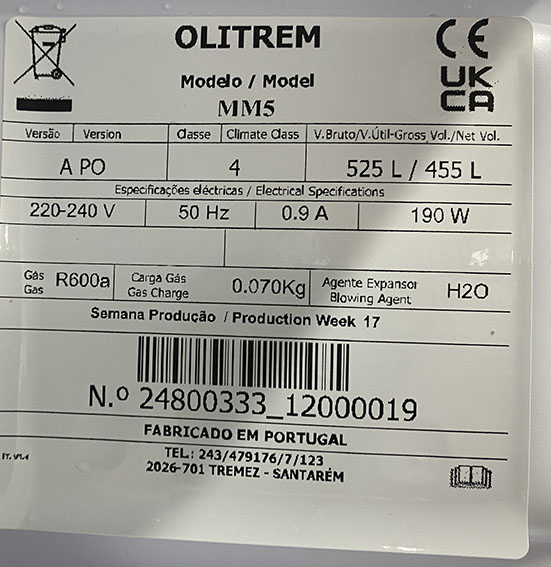 OLITREM
CE
Modelo / Model
UK
CA
MM5
Versão Version Classe Climate Class V.Bruto/V.Útil-Gross Vol./Net Vol.
A PO 4 525 L / 455 L
Especificações eléctricas / Electrical Specifications
220-240 V 50 Hz 0.9 A 190 W
Gás R600a Carga Gás 0.070Kg Agente Expansor H2O
Gas Gas Charge Blowing Agent
Semana Produção / Production Week 17
N.º 24800333_12000019
FABRICADO EM PORTUGAL
IT. V1.4 TEL: 243/479176/7/123
2026-701 TREMEZ - SANTARÉM